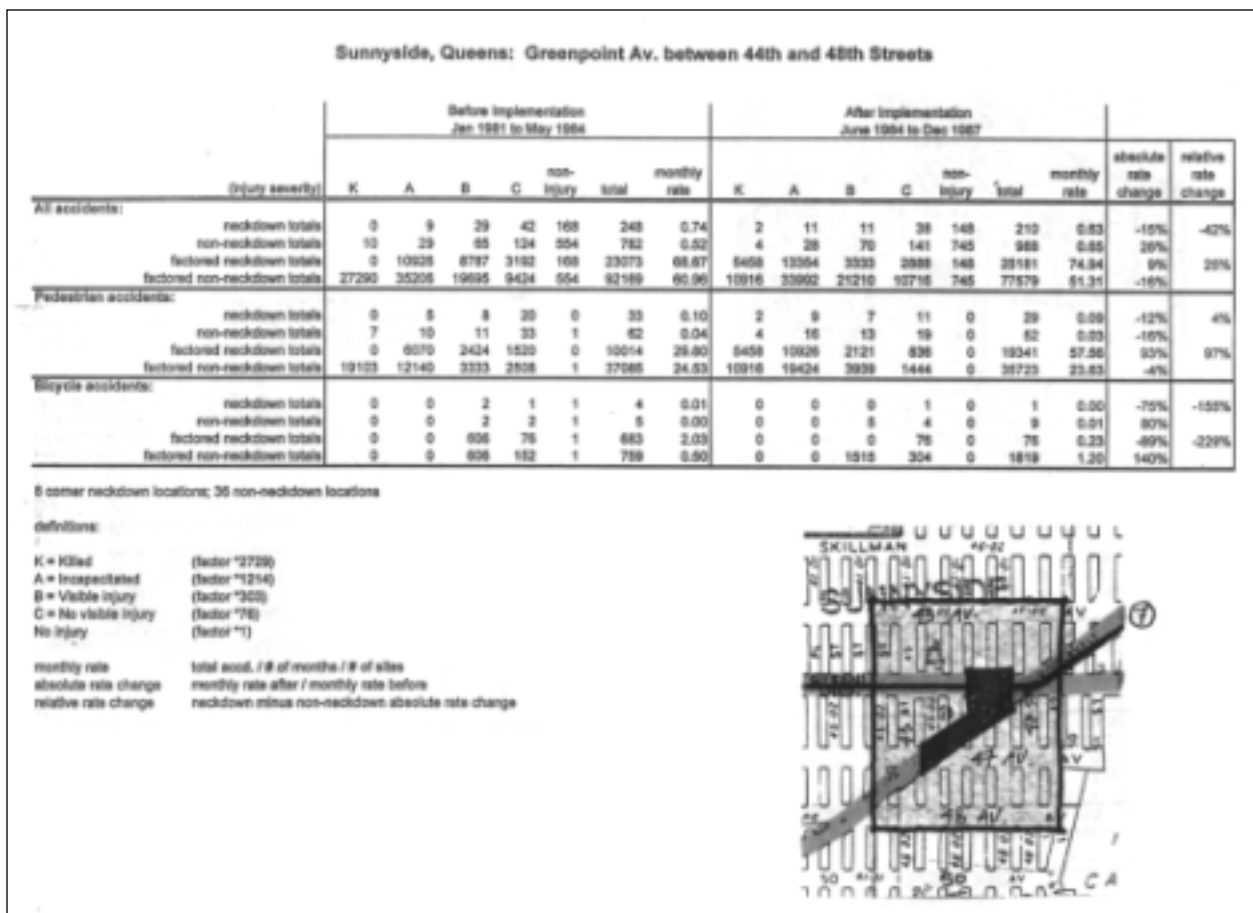 Sunnyside, Queens: Greenpoint Av. between 44th and 48th Streets
Before Implementation After Implementation
Jan 1981 to May 1984 June 1984 to Dec 1987
(injury severity) K A B C non-injury total monthly rate K A B C non-injury total monthly rate absolute rate change relative rate change
All accidents:
neckdown totals 0 9 29 42 168 248 0.74 2 11 11 38 148 210 0.63 -15% -42%
non-neckdown totals 10 29 65 124 554 782 0.52 4 28 70 141 745 988 0.65 26%
factored neckdown totals 0 10926 8787 3192 168 23073 68.67 5458 13354 3333 2888 148 25181 74.94 9% 26%
factored non-neckdown totals 27290 35206 19695 9424 554 92169 60.96 10916 33992 21210 10716 745 77579 51.31 -16%
Pedestrian accidents:
neckdown totals 0 5 8 20 0 33 0.10 2 9 7 11 0 29 0.09 -12% 4%
non-neckdown totals 7 10 11 33 1 62 0.04 4 16 13 19 0 52 0.03 -16%
factored neckdown totals 0 6070 2424 1520 0 10014 29.80 5458 10926 2121 836 0 19341 57.56 93% 97%
factored non-neckdown totals 19103 12140 3333 2508 1 37085 24.53 10916 19424 3939 1444 0 35723 23.63 -4%
Bicycle accidents:
neckdown totals 0 0 2 1 1 4 0.01 0 0 0 1 0 1 0.00 -75% -155%
non-neckdown totals 0 0 2 2 1 5 0.00 0 0 5 4 0 9 0.01 80%
factored neckdown totals 0 0 606 76 1 683 2.03 0 0 0 76 0 76 0.23 -89% -229%
factored non-neckdown totals 0 0 606 152 1 759 0.50 0 0 1515 304 0 1819 1.20 140%
8 corner neckdown locations; 36 non-neckdown locations
definitions:
K = Killed (factor *2729)
A = Incapacitated (factor *1214)
B = Visible injury (factor *303)
C = No visible injury (factor *76)
No injury (factor *1)
monthly rate total accd. / # of months / # of sites
absolute rate change monthly rate after / monthly rate before
relative rate change neckdown minus non-neckdown absolute rate change
SKILLMAN
43 AV.
AV
7
47 AV.
AV
48 AV.
SO
AV
C A